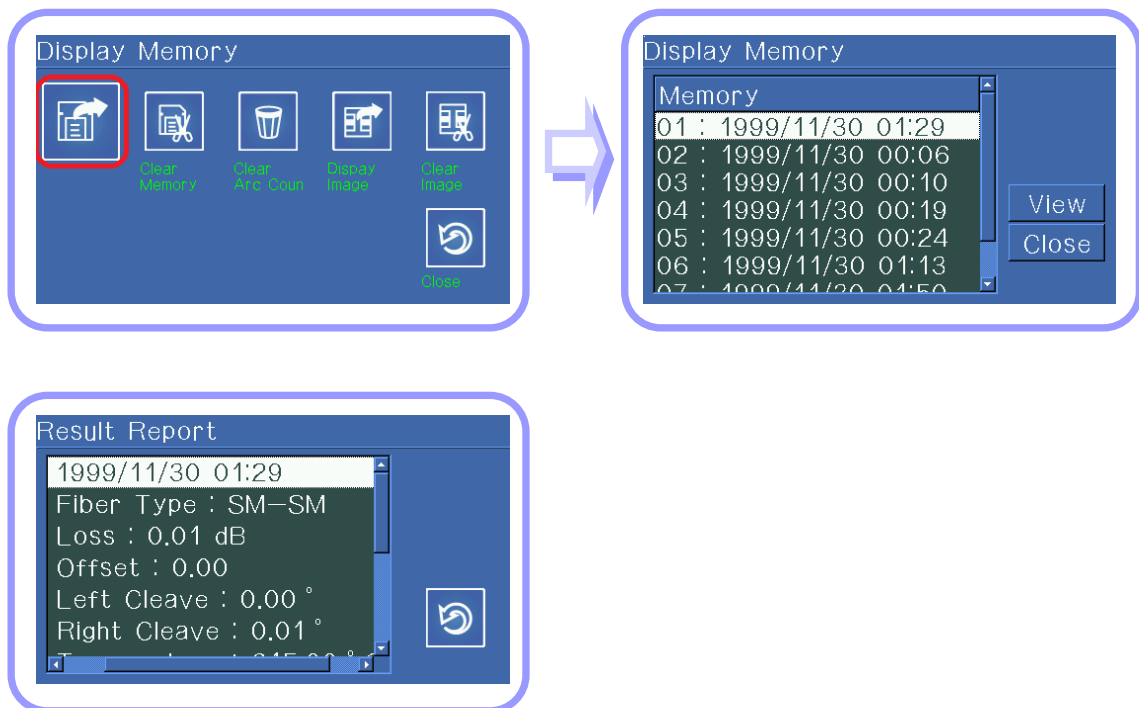 Display Memory
Clear
Memory
Clear
Arc Coun
Dispay
Image
Clear
Image
Close
Display Memory
Memory
01 : 1999/11/30 01:29
02 : 1999/11/30 00:06
03 : 1999/11/30 00:10
04 : 1999/11/30 00:19
05 : 1999/11/30 00:24
06 : 1999/11/30 01:13
View
Close
Result Report
1999/11/30 01:29
Fiber Type : SM-SM
Loss : 0.01 dB
Offset : 0.00
Left Cleave : 0.00 °
Right Cleave : 0.01 °